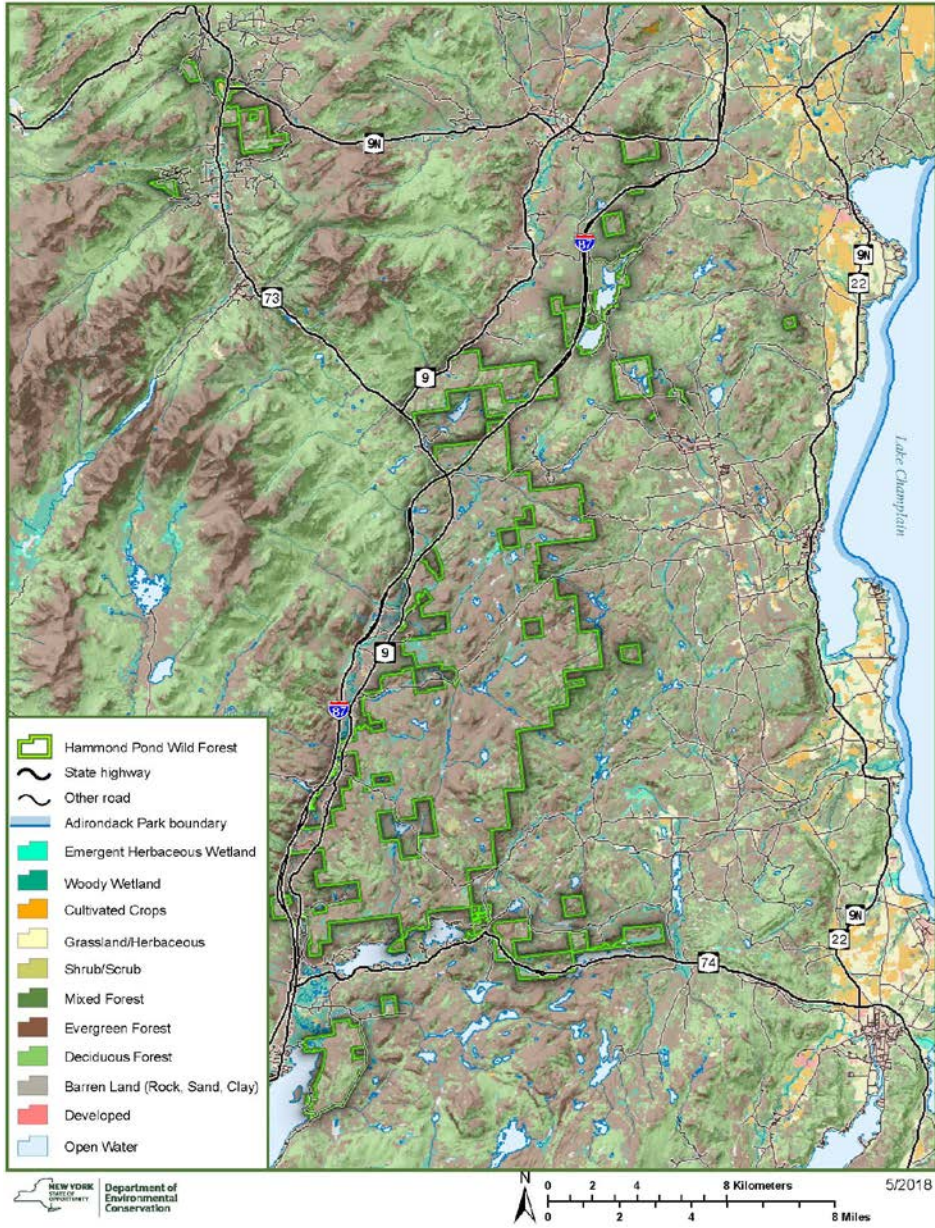 9N
87
9N
22
73
9
Lake Champlain
9
87
Hammond Pond Wild Forest
State highway
Other road
Adirondack Park boundary
Emergent Herbaceous Wetland
Woody Wetland
Cultivated Crops
Grassland/Herbaceous
Shrub/Scrub
Mixed Forest
Evergreen Forest
Deciduous Forest
Barren Land (Rock, Sand, Clay)
Developed
Open Water
9N
22
74
NEW YORK
STATE OF
OPPORTUNITY
Department of
Environmental
Conservation
N
0 2 4 8 Kilometers
0 2 4 8 Miles
5/2018